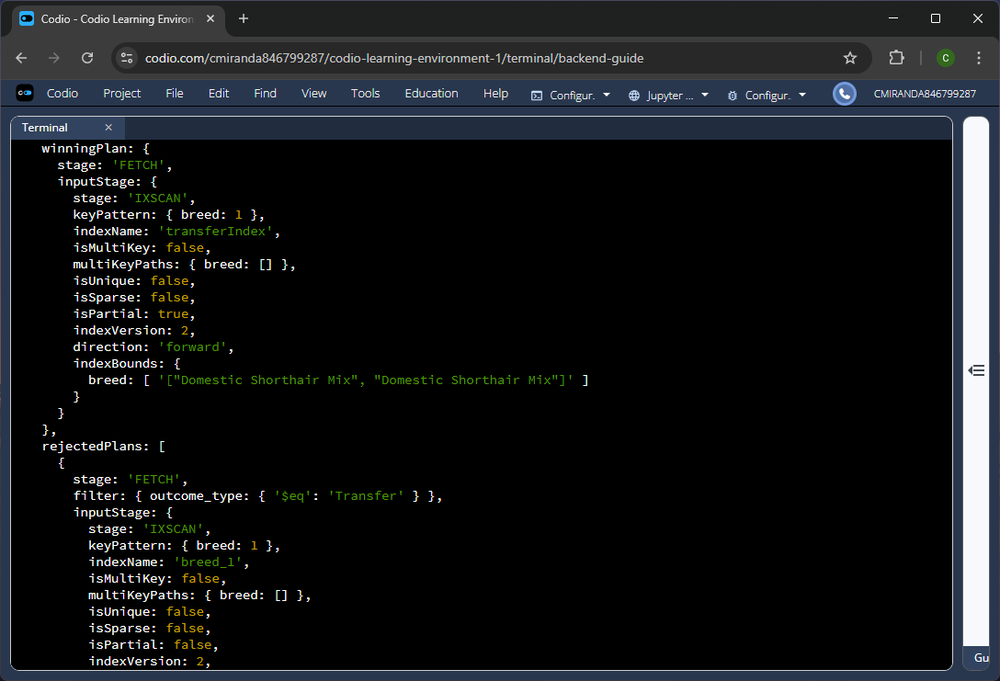 Codio - Codio Learning Environ
codio.com/cmiranda846799287/codio-learning-environment-1/terminal/backend-guide
C
Codio Project File Edit Find View Tools Education Help Configur. Jupyter ... Configur.. CMIRANDA846799287
Terminal
winningPlan: {
stage: 'FETCH',
inputStage: {
stage: 'IXSCAN',
keyPattern: { breed: 1 },
indexName: 'transferIndex',
isMultiKey: false,
multiKeyPaths: { breed: [] },
isUnique: false,
isSparse: false,
isPartial: true,
indexVersion: 2,
direction: 'forward',
indexBounds: {
breed: [ '["Domestic Shorthair Mix", "Domestic Shorthair Mix"]' ]
}
}
},
rejectedPlans: [
{
stage: 'FETCH',
filter: { outcome_type: { '$eq': 'Transfer' } },
inputStage: {
stage: 'IXSCAN',
keyPattern: { breed: 1 },
indexName: 'breed_1',
isMultiKey: false,
multiKeyPaths: { breed: [] },
isUnique: false,
isSparse: false,
isPartial: false,
indexVersion: 2,
Gu